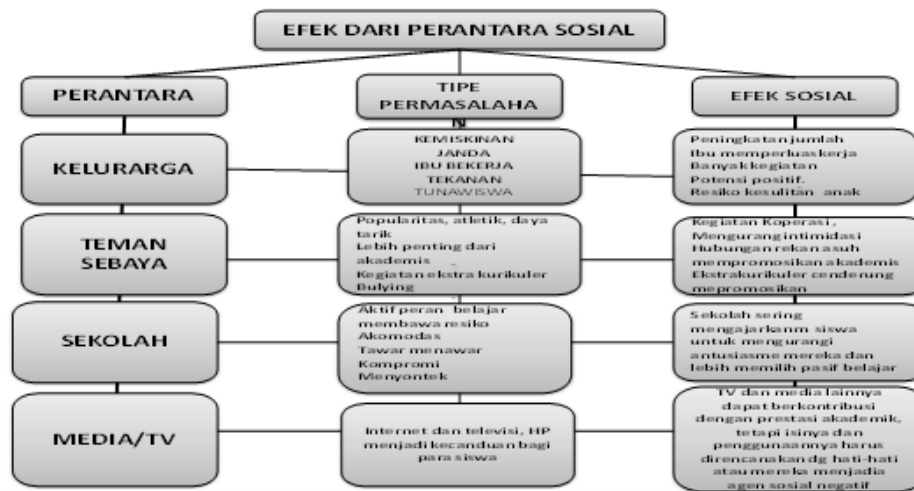 EFEK DARI PERANTARA SOSIAL
PERANTARA
TIPE
PERMASALAHA
N
EFEK SOSIAL
KELURARGA
KEMISKINAN
JANDA
IBU BEKERJA
TEKANAN
TUNAWISWA
Peningkatan jumlah
Ibu memperluas kerja
Banyak kegiatan
Potensi positif.
Resiko kesulitan anak
TEMAN
SEBAYA
Popularitas, atletik, daya
tarik
Lebih penting dari
akademis
Kegiatan ekstra kurikuler
Bulying
Kegiatan Koperasi ,
Mengurang intimidasi
Hubungan rekan asuh
mempromosikan akademis
Ekstrakurikuler cenderung
mepromosikan
SEKOLAH
Aktif peran belajar
membawa resiko
Akomodas
Tawar menawar
Kompromi
Menyontek
Sekolah sering
mengajarkanm siswa
untuk mengurangi
antusiasme mereka dan
lebih memilih pasif belajar
MEDIA/TV
Internet dan televisi, HP
menjadi kecanduan bagi
para siswa
TV dan media lainnya
dapat berkontribusi
dengan prestasi akademik,
tetapi isinya dan
penggunaannya harus
direncanakan dg hati-hati
atau mereka menjadia
agen sosial negatif